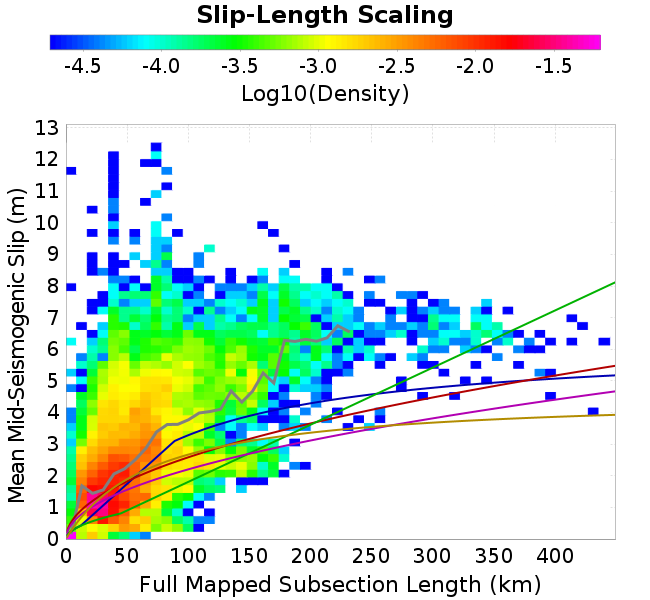 Slip-Length Scaling
-4.5 -4.0 -3.5 -3.0 -2.5 -2.0 -1.5
Log10(Density)
Mean Mid-Seismogenic Slip (m)
13
12
11
10
9
8
7
6
5
4
3
2
1
0
0 50 100 150 200 250 300 350 400
Full Mapped Subsection Length (km)